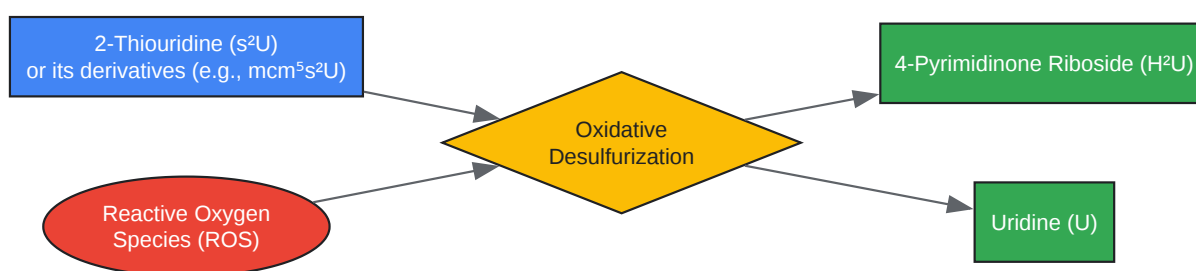 2-Thiouridine (s²U)
or its derivatives (e.g., mcm⁵s²U)
Reactive Oxygen
Species (ROS)
Oxidative
Desulfurization
4-Pyrimidinone Riboside (H²U)
Uridine (U)